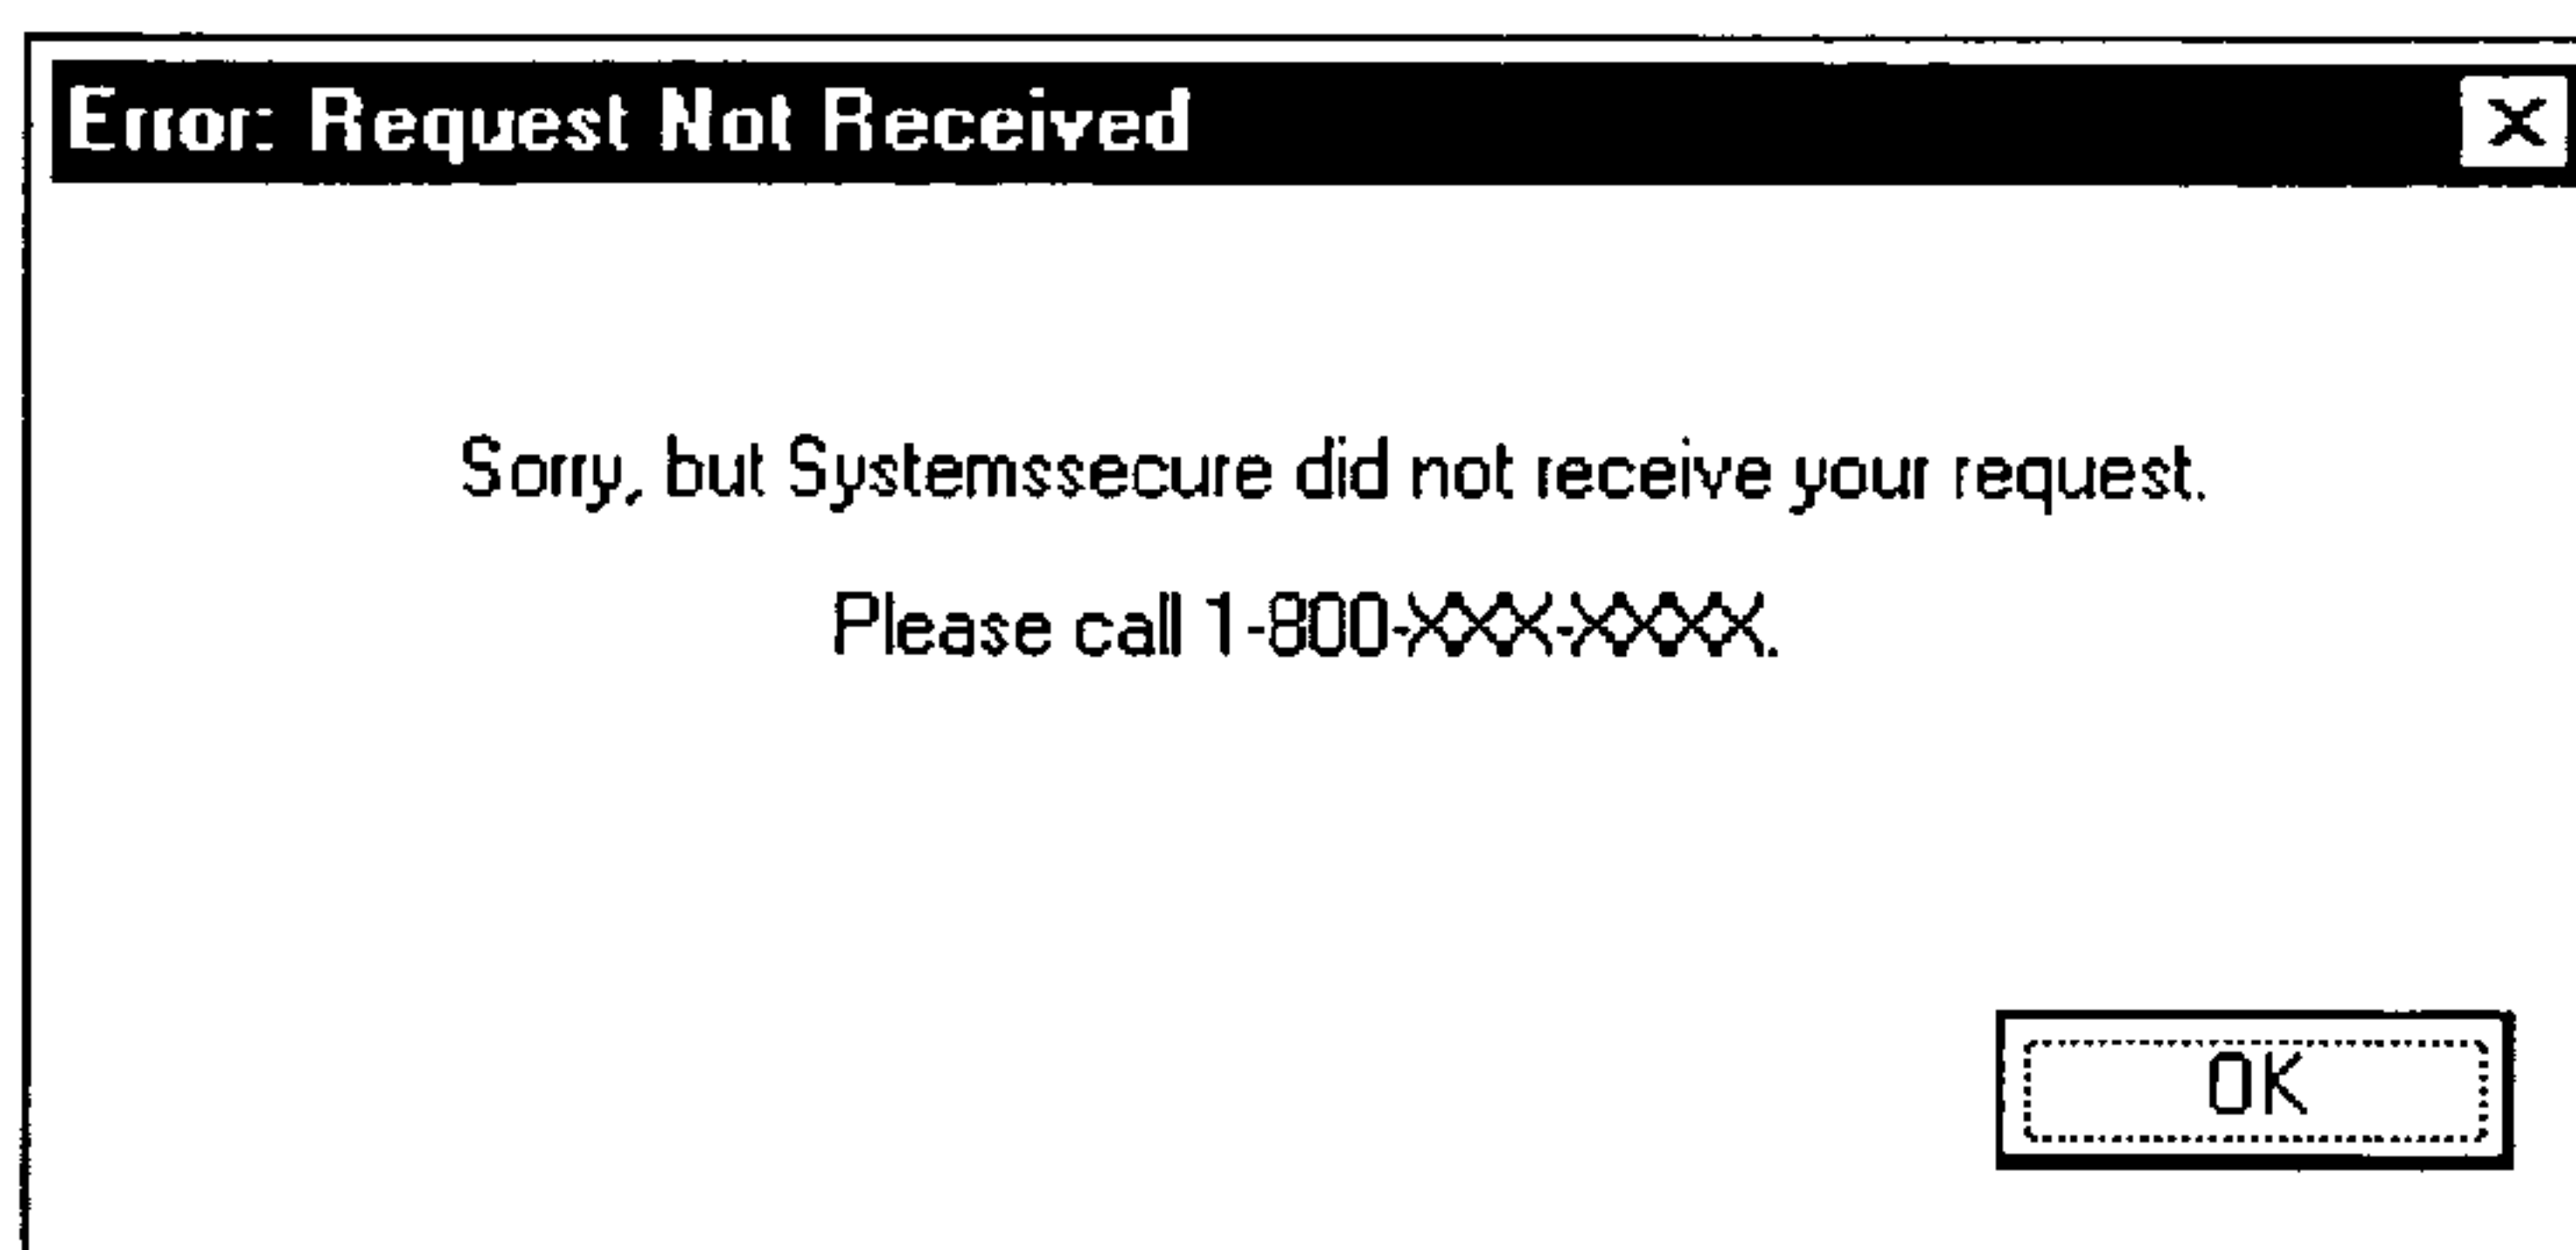 Error: Request Not Received
Sorry, but Systemssecure did not receive your request.
Please call 1-800-XXX-XXXX.
OK